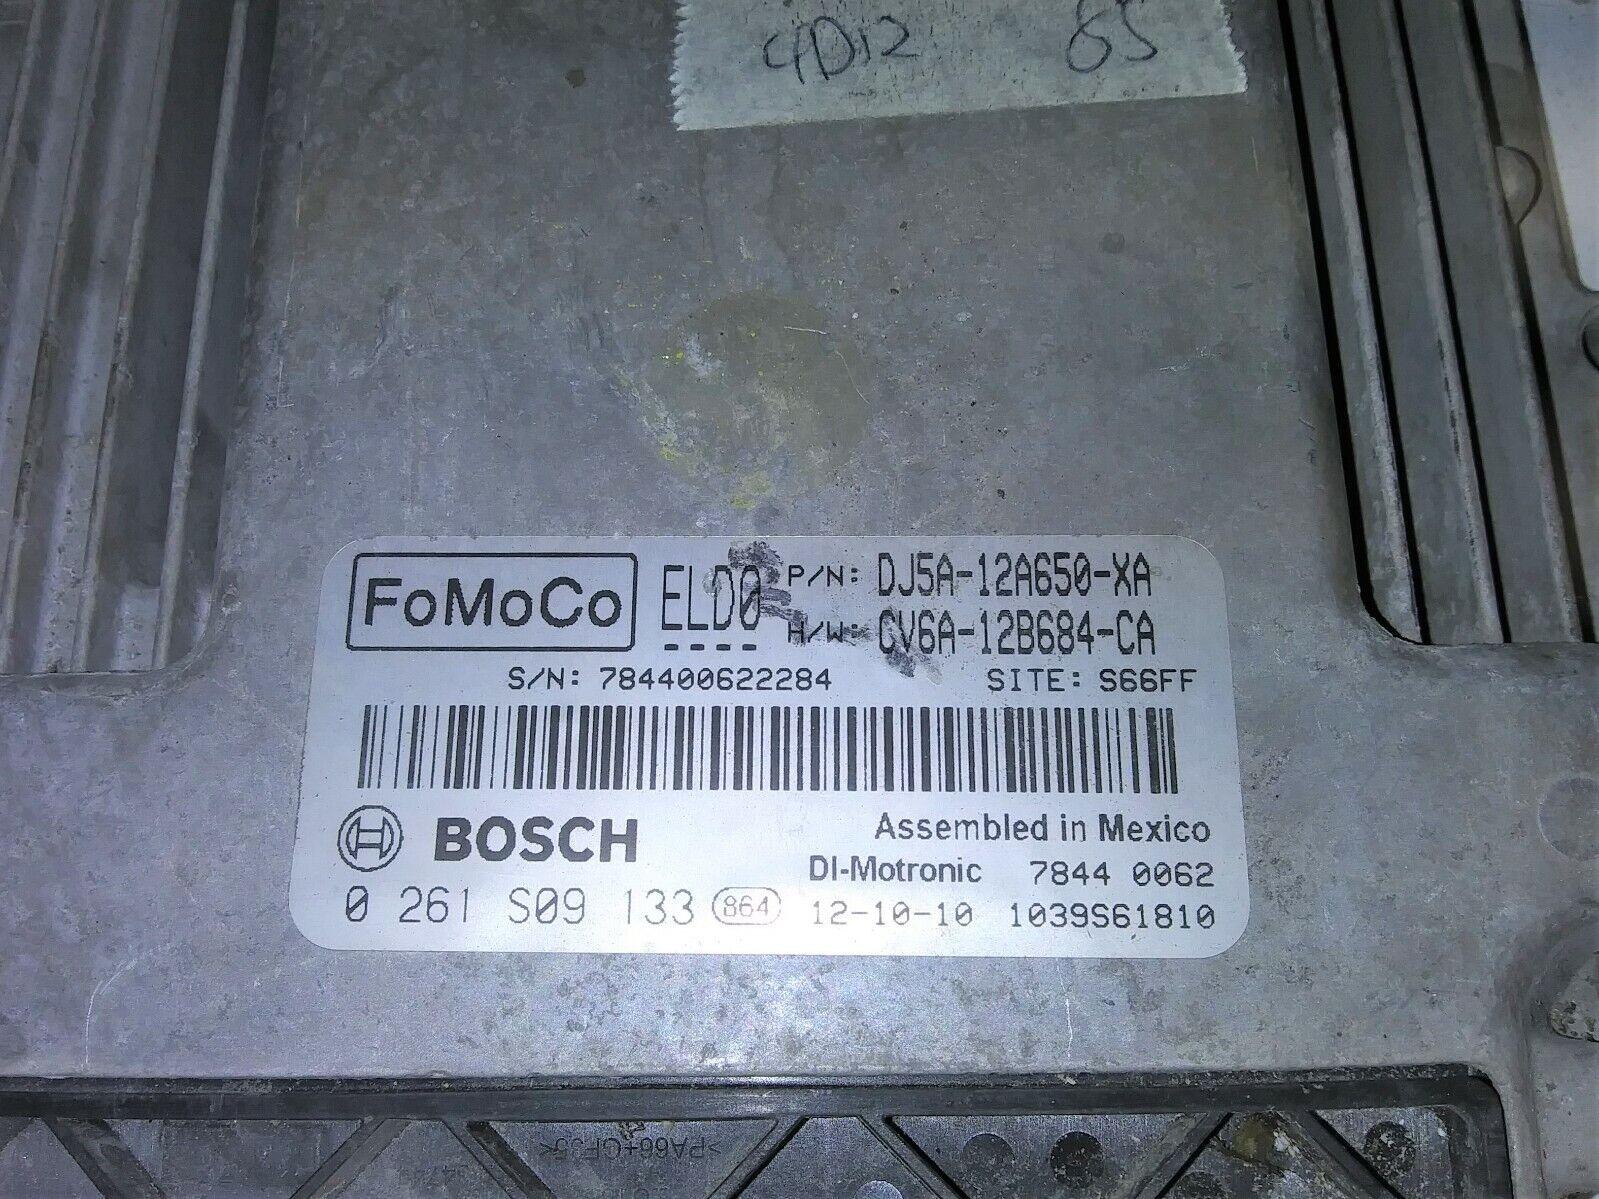 4D12 65
FoMoCo ELD0 P/N: DJ5A-12A650-XA
H/W: CV6A-12B684-CA
S/N: 784400622284 SITE: S66FF
BOSCH Assembled in Mexico
DI-Motronic 7844 0062
0 261 S09 133 864 12-10-10 1039S61810